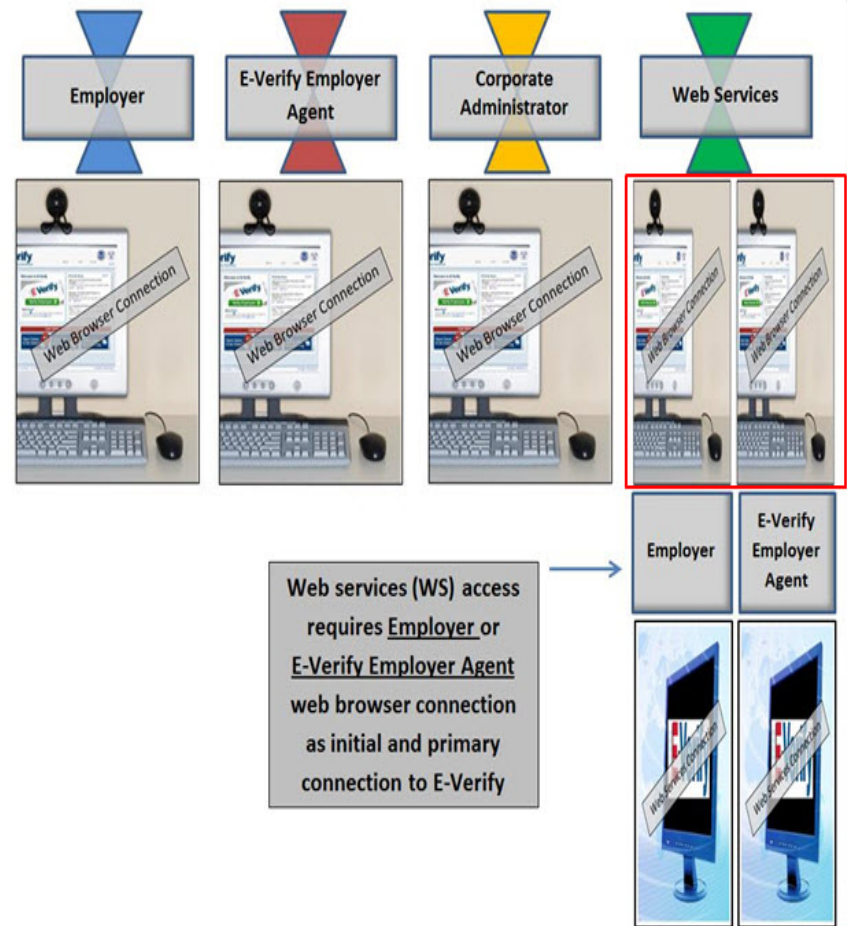 Employer
E-Verify Employer
Agent
Corporate
Administrator
Web Services
Web Browser Connection
Web Browser Connection
Web Browser Connection
Web Browser Connection
Web Browser Connection
Employer
E-Verify
Employer
Agent
Web services (WS) access
requires Employer or
E-Verify Employer Agent
web browser connection
as initial and primary
connection to E-Verify
Web Services Connection
Web Services Connection